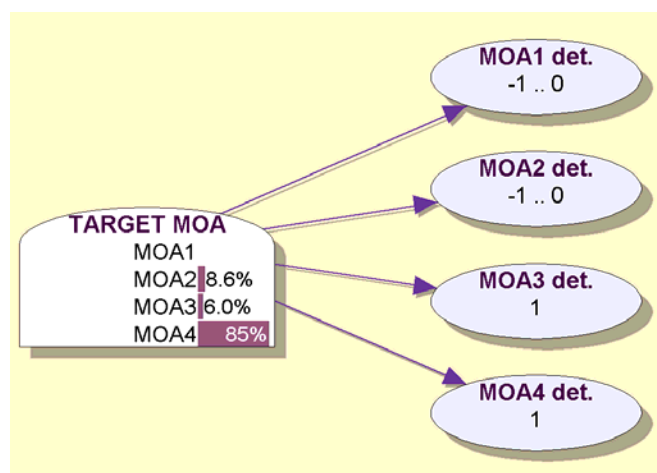 MOA1 det.
-1 .. 0
MOA2 det.
-1 .. 0
TARGET MOA
MOA1
MOA2 8.6%
MOA3 6.0%
MOA4 85%
MOA3 det.
1
MOA4 det.
1